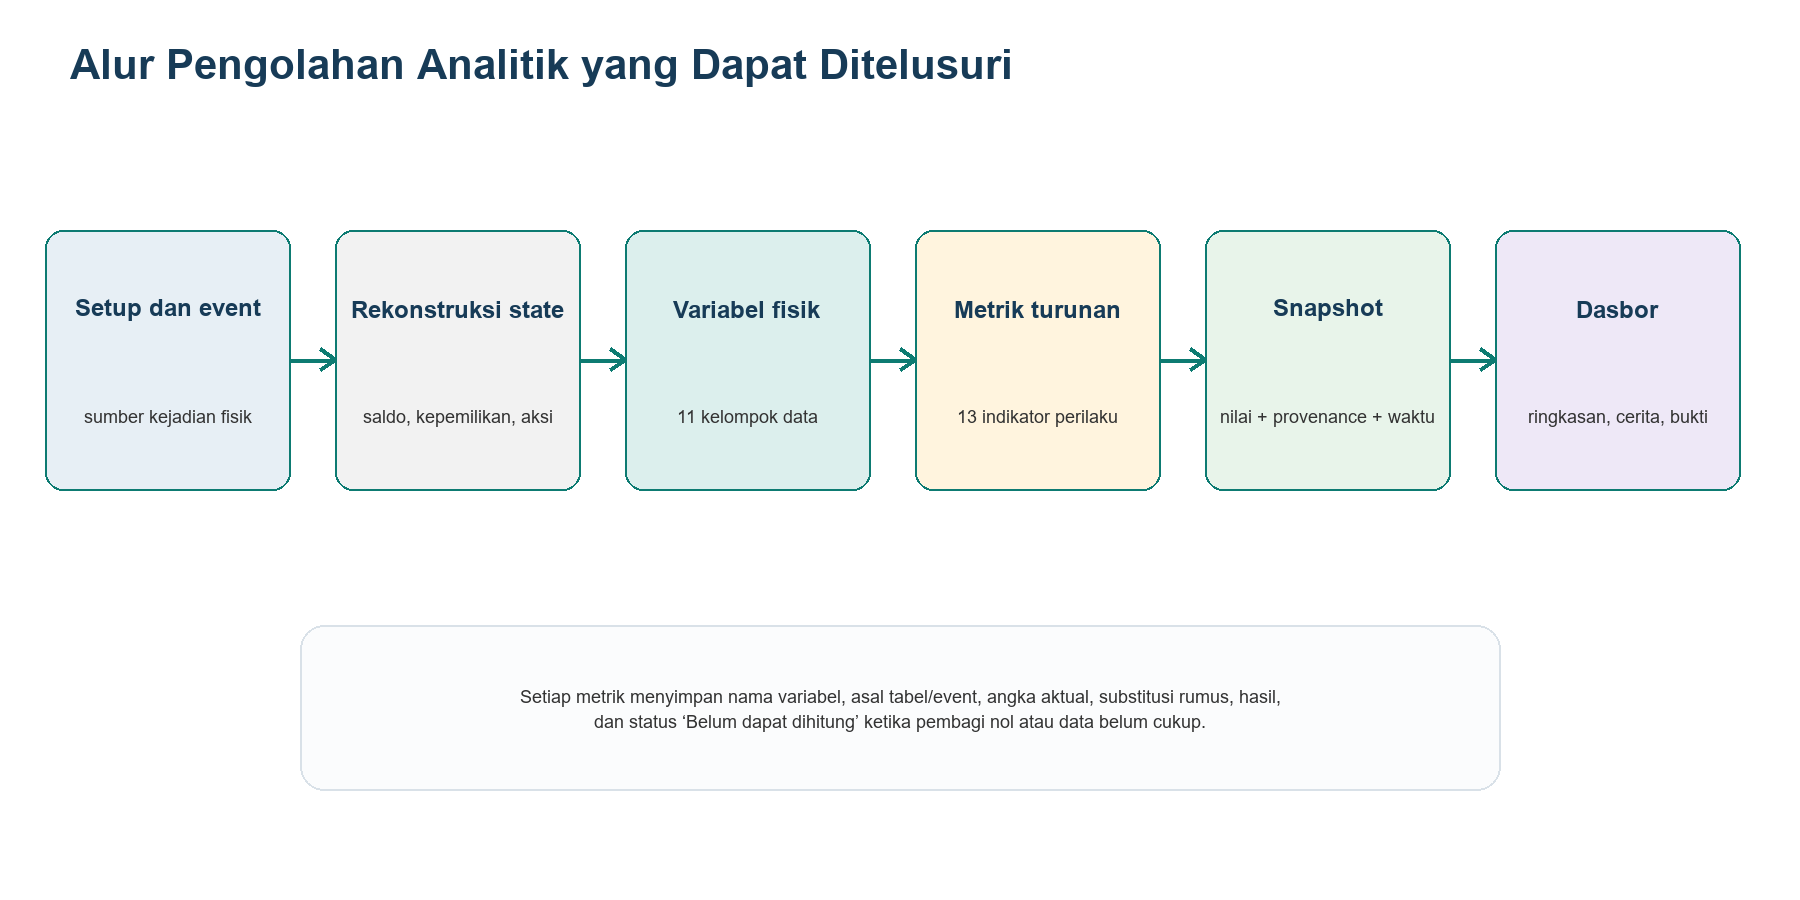 Alur Pengolahan Analitik yang Dapat Ditelusuri
Setup dan event
sumber kejadian fisik
Rekonstruksi state
saldo, kepemilikan, aksi
Variabel fisik
11 kelompok data
Metrik turunan
13 indikator perilaku
Snapshot
nilai + provenance + waktu
Dasbor
ringkasan, cerita, bukti
Setiap metrik menyimpan nama variabel, asal tabel/event, angka aktual, substitusi rumus, hasil,
dan status ‘Belum dapat dihitung’ ketika pembagi nol atau data belum cukup.